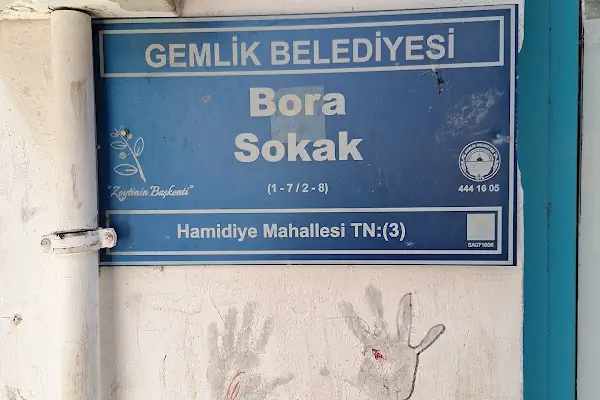 GEMLİK BELEDİYESİ
Bora
Sokak
(1 - 7 / 2 - 8)
"Zeytinin Başkenti"
444 16 05
Hamidiye Mahallesi TN:(3)